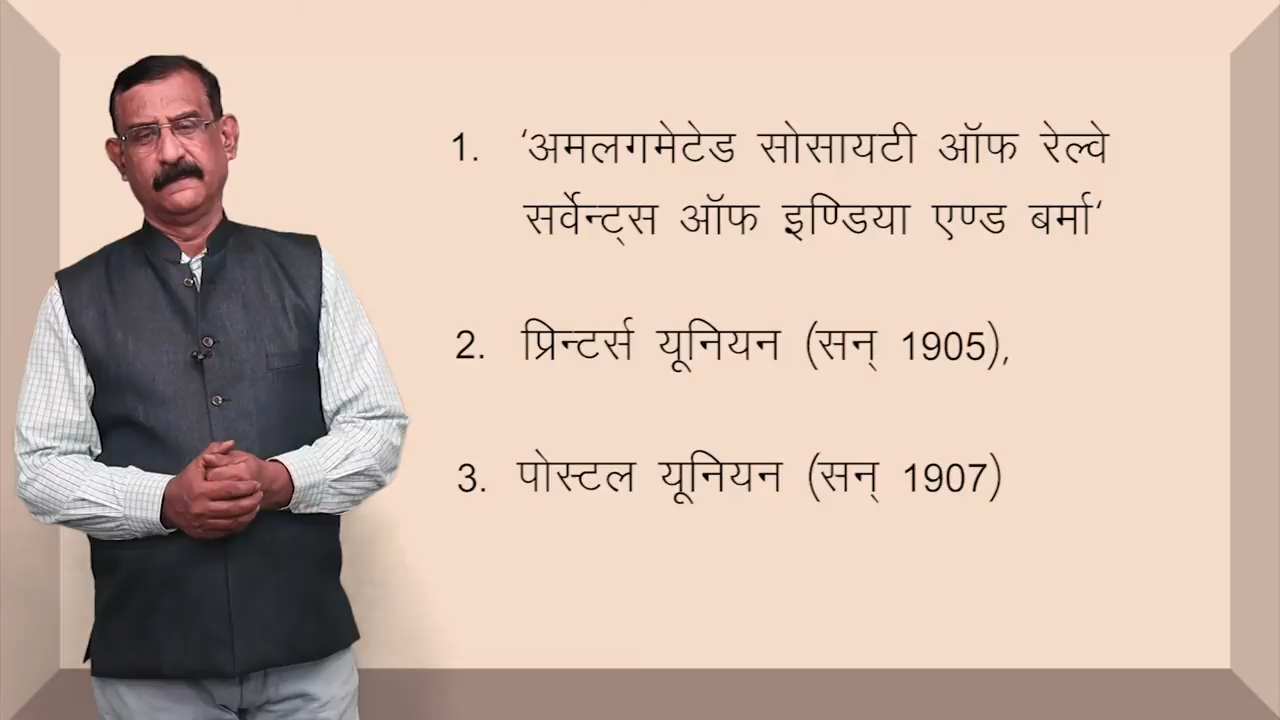 1. ‘अमलगमेटेड सोसायटी ऑफ रेल्वे
सर्वेन्ट्स ऑफ इण्डिया एण्ड बर्मा‘
2. प्रिन्टर्स यूनियन (सन् 1905),
3. पोस्टल यूनियन (सन् 1907)